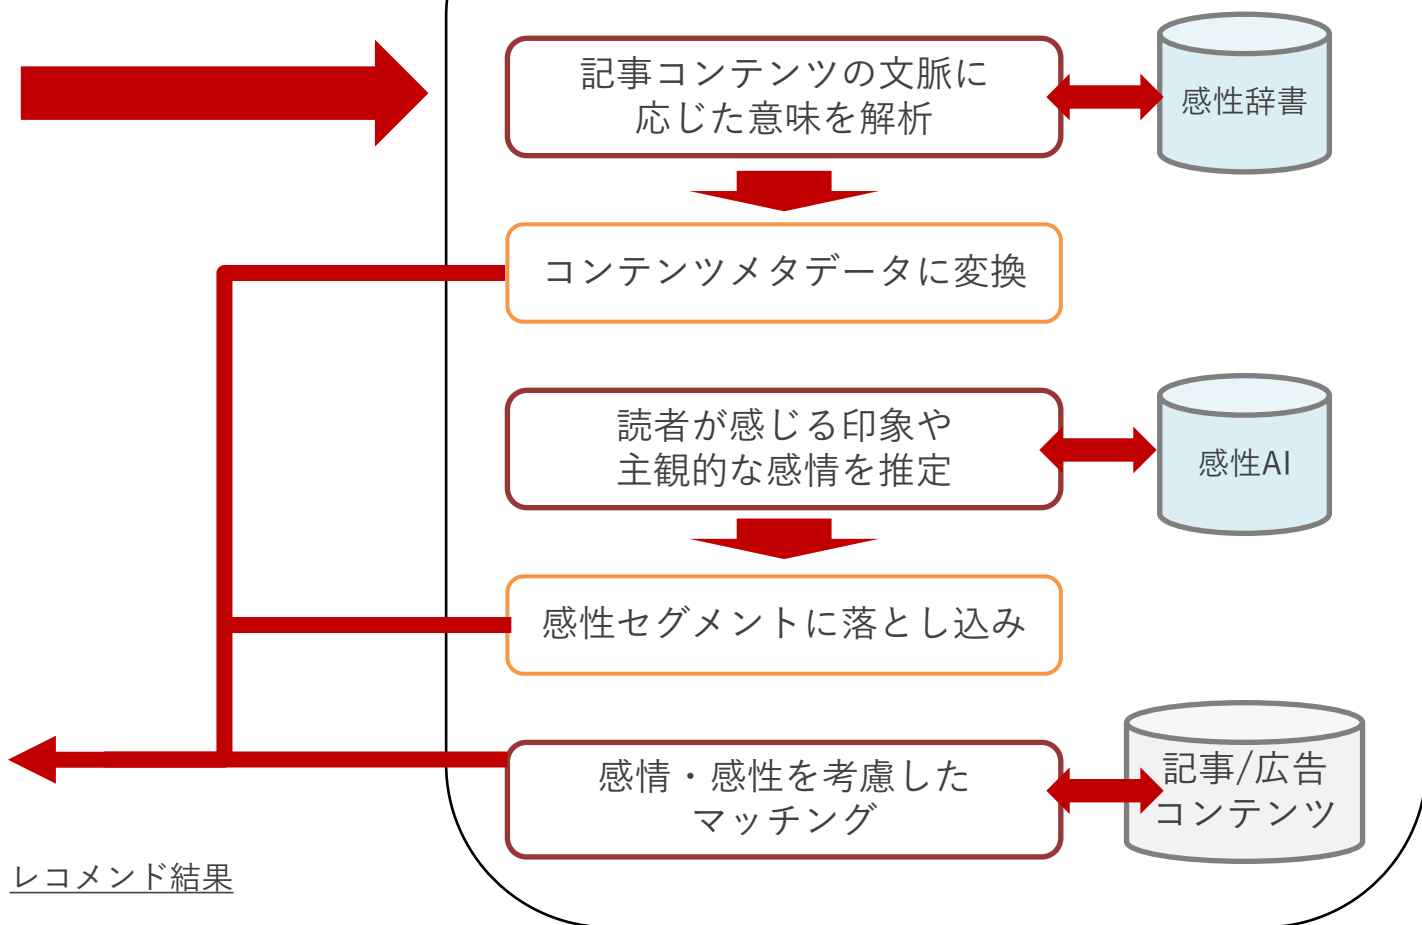 記事コンテンツの文脈に
応じた意味を解析
感性辞書
コンテンツメタデータに変換
読者が感じる印象や
主観的な感情を推定
感性AI
感性セグメントに落とし込み
感情・感性を考慮した
マッチング
記事/広告
コンテンツ
レコメンド結果